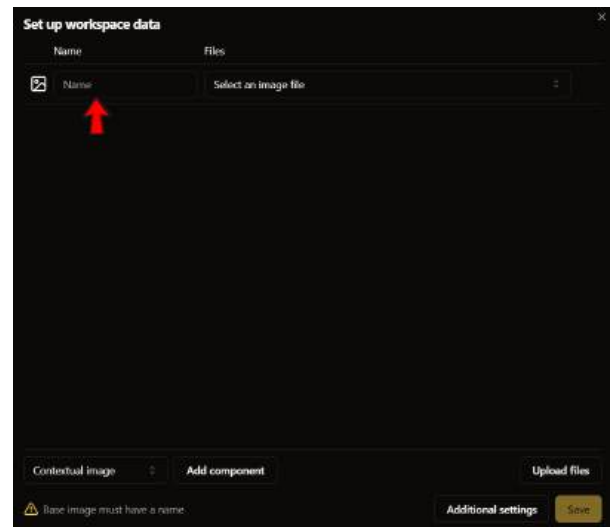 Set up workspace data
Name Files
Name Select an image file
Contextual image Add component Upload files
Base image must have a name Additional settings Save